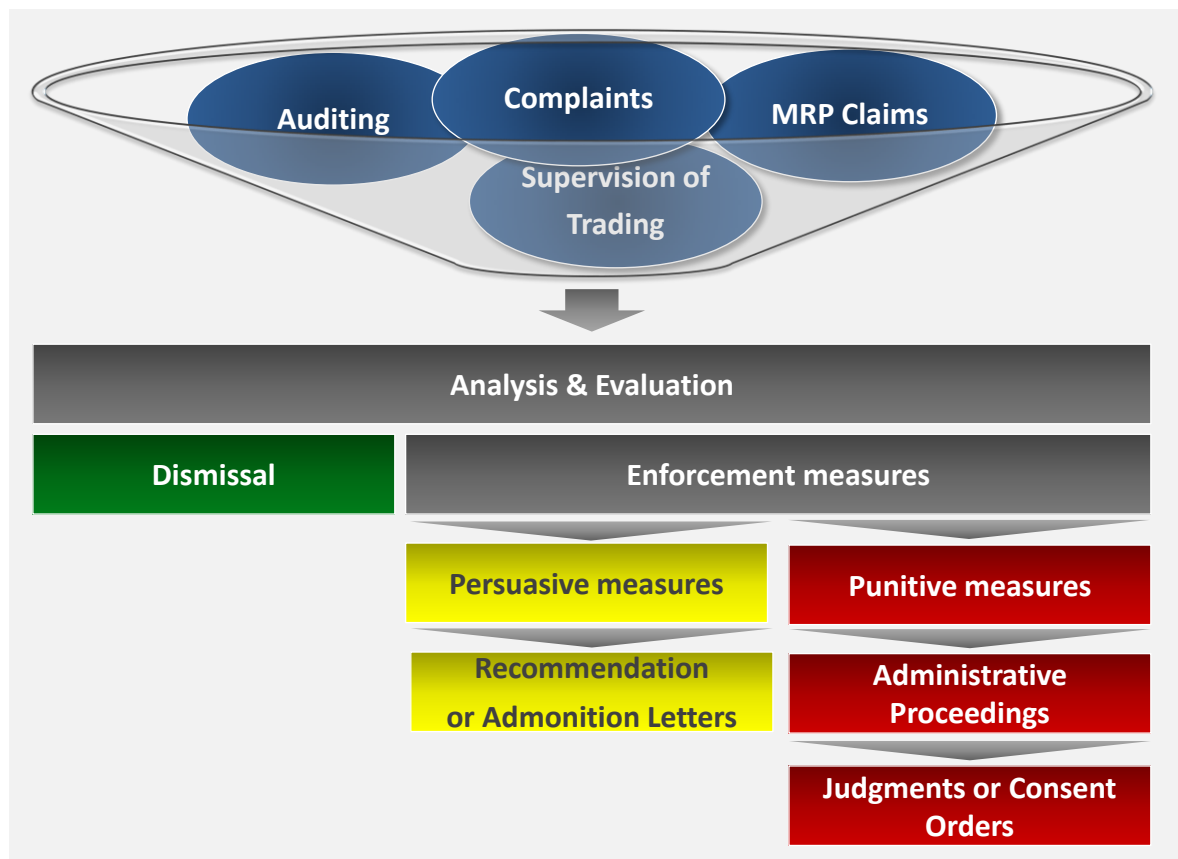 Complaints
Auditing
MRP Claims
Supervision of
Trading
Analysis & Evaluation
Dismissal
Enforcement measures
Persuasive measures
Punitive measures
Recommendation
or Admonition Letters
Administrative
Proceedings
Judgments or Consent
Orders